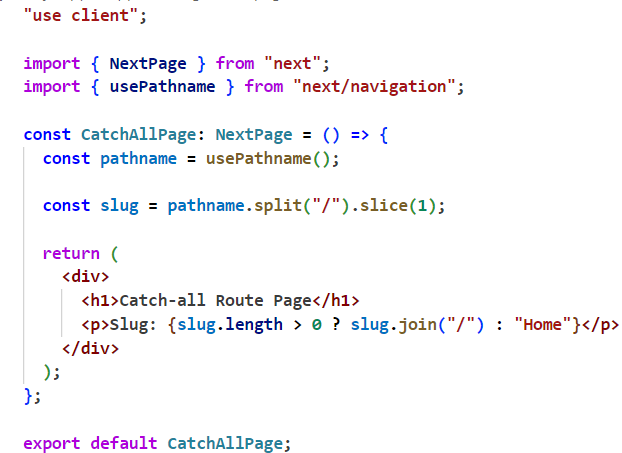 "use client";
import { NextPage } from "next";
import { usePathname } from "next/navigation";
const CatchAllPage: NextPage = () => {
const pathname = usePathname();
const slug = pathname.split("/").slice(1);
return (
<div>
<h1>Catch-all Route Page</h1>
<p>Slug: {slug.length > 0 ? slug.join("/") : "Home"}</p>
</div>
);
};
export default CatchAllPage;